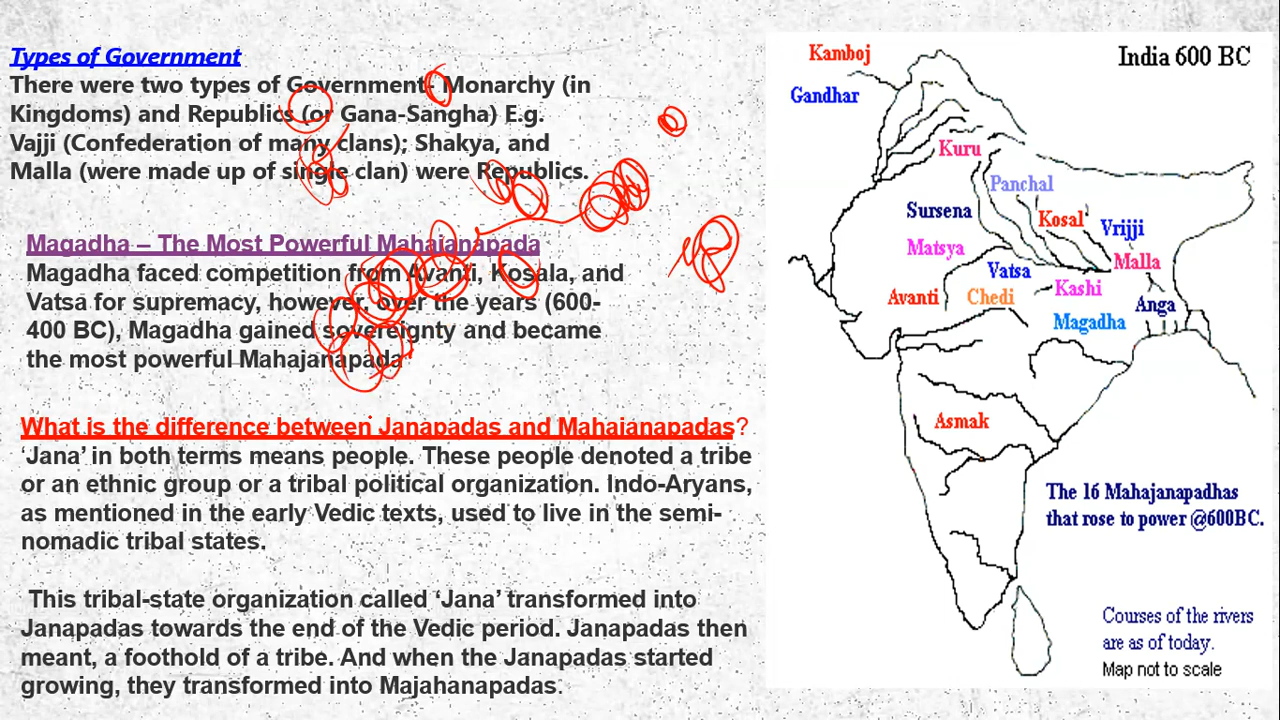 Types of Government
There were two types of Government- Monarchy (in
Kingdoms) and Republics (or Gana-Sangha) E.g.
Vajji (Confederation of many clans); Shakya, and
Malla (were made up of single clan) were Republics.
Magadha – The Most Powerful Mahajanapada
Magadha faced competition from Avanti, Kosala, and
Vatsa for supremacy, however, over the years (600-
400 BC), Magadha gained sovereignty and became
the most powerful Mahajanapada
What is the difference between Janapadas and Mahajanapadas?
‘Jana’ in both terms means people. These people denoted a tribe
or an ethnic group or a tribal political organization. Indo-Aryans,
as mentioned in the early Vedic texts, used to live in the semi-
nomadic tribal states.
This tribal-state organization called ‘Jana’ transformed into
Janapadas towards the end of the Vedic period. Janapadas then
meant, a foothold of a tribe. And when the Janapadas started
growing, they transformed into Majahanapadas.
India 600 BC
Kamboj
Gandhar
Kuru
Panchal
Sursena
Kosal
Vrijji
Matsya
Malla
Vatsa
Kashi
Avanti
Chedi
Anga
Magadha
Asmak
The 16 Mahajanapadhas
that rose to power @600BC.
Courses of the rivers
are as of today.
Map not to scale